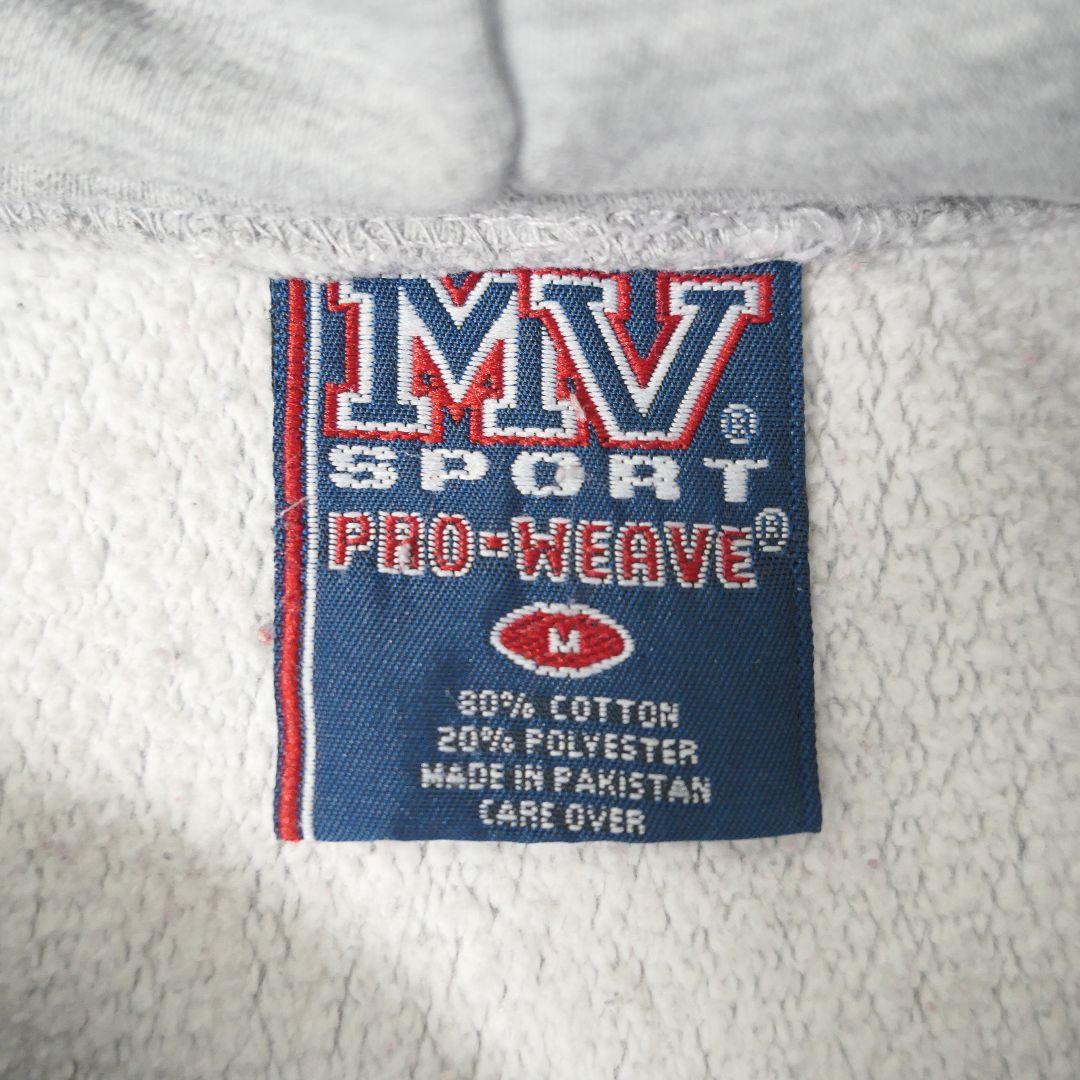 MV®
SPORT
PRO-WEAVE®
M
80% COTTON
20% POLYESTER
MADE IN PAKISTAN
CARE OVER